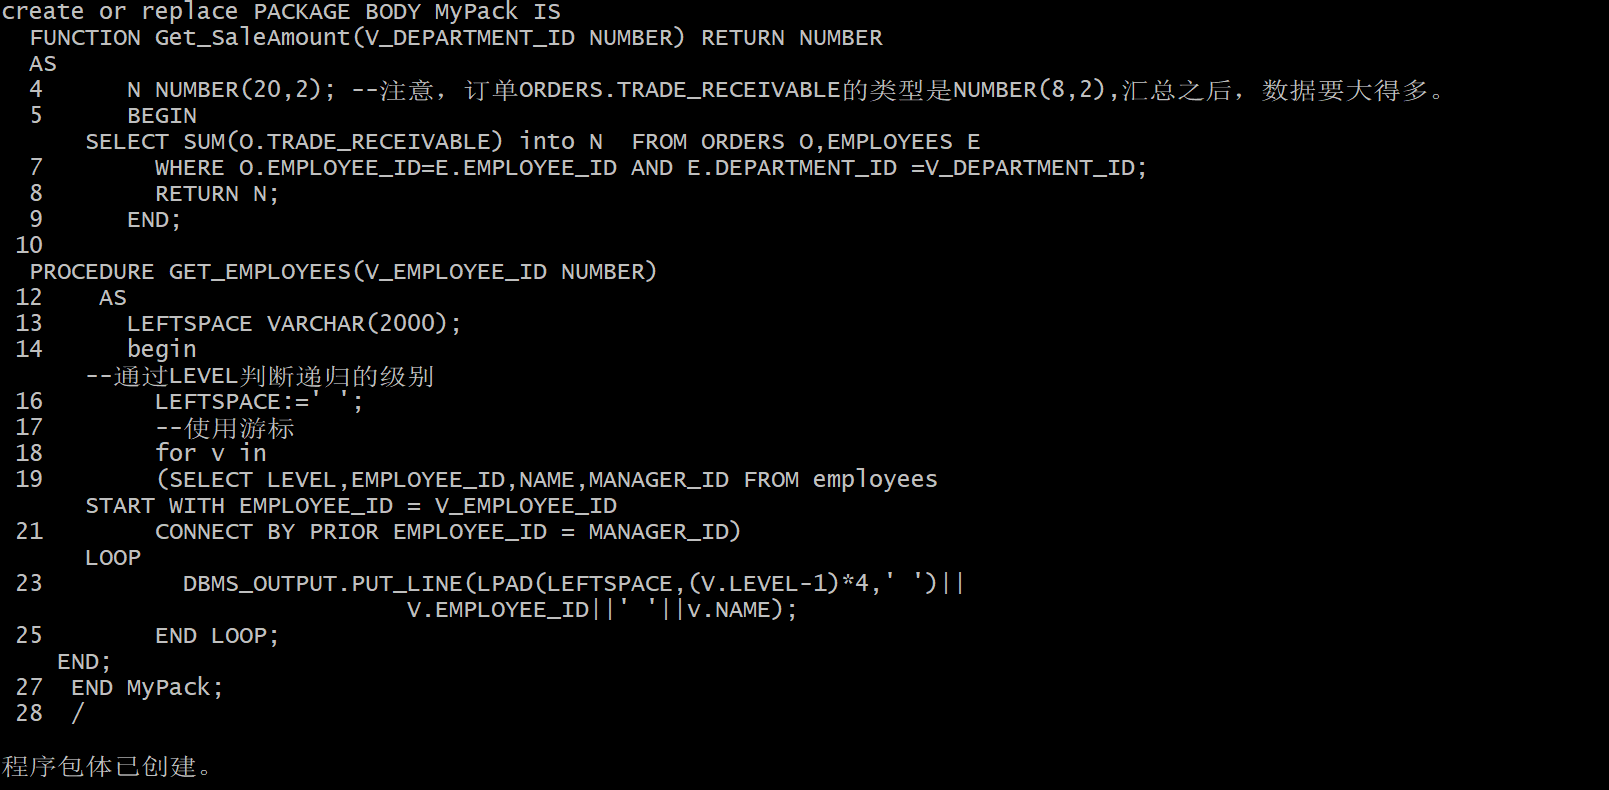 create or replace PACKAGE BODY MyPack IS
  FUNCTION Get_SaleAmount(V_DEPARTMENT_ID NUMBER) RETURN NUMBER
  AS
  4      N NUMBER(20,2); --注意，订单ORDERS.TRADE_RECEIVABLE的类型是NUMBER(8,2),汇总之后，数据要大得多。
  5      BEGIN
      SELECT SUM(O.TRADE_RECEIVABLE) into N  FROM ORDERS O,EMPLOYEES E
  7        WHERE O.EMPLOYEE_ID=E.EMPLOYEE_ID AND E.DEPARTMENT_ID =V_DEPARTMENT_ID;
  8        RETURN N;
  9      END;
 10
  PROCEDURE GET_EMPLOYEES(V_EMPLOYEE_ID NUMBER)
 12    AS
 13      LEFTSPACE VARCHAR(2000);
 14      begin
      --通过LEVEL判断递归的级别
 16        LEFTSPACE:=' ';
 17        --使用游标
 18        for v in
 19        (SELECT LEVEL,EMPLOYEE_ID,NAME,MANAGER_ID FROM employees
      START WITH EMPLOYEE_ID = V_EMPLOYEE_ID
 21        CONNECT BY PRIOR EMPLOYEE_ID = MANAGER_ID)
      LOOP
 23          DBMS_OUTPUT.PUT_LINE(LPAD(LEFTSPACE,(V.LEVEL-1)*4,' ')||
                             V.EMPLOYEE_ID||' '||v.NAME);
 25        END LOOP;
    END;
 27  END MyPack;
 28  /
程序包体已创建。